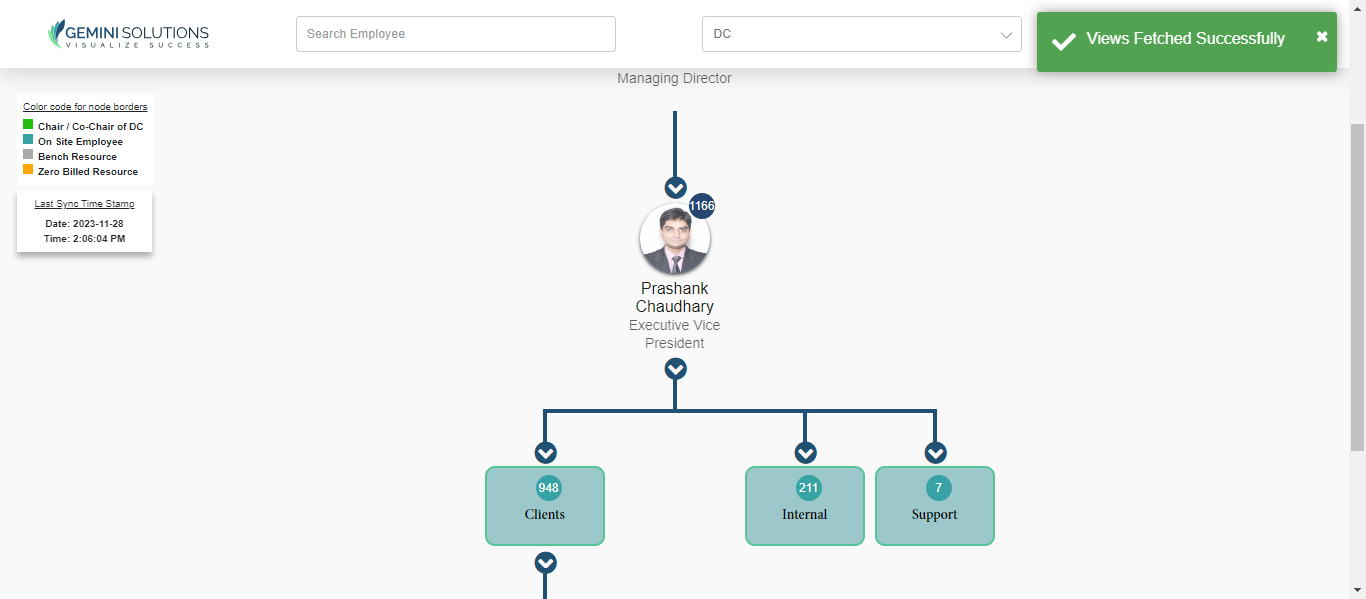 GEMINI SOLUTIONS
VISUALIZE SUCCESS
Search Employee
DC
Views Fetched Successfully
Managing Director
Color code for node borders
Chair / Co-Chair of DC
On Site Employee
Bench Resource
Zero Billed Resource
Last Sync Time Stamp
Date: 2023-11-28
Time: 2:06:04 PM
1166
Prashank
Chaudhary
Executive Vice
President
948
Clients
211
Internal
7
Support